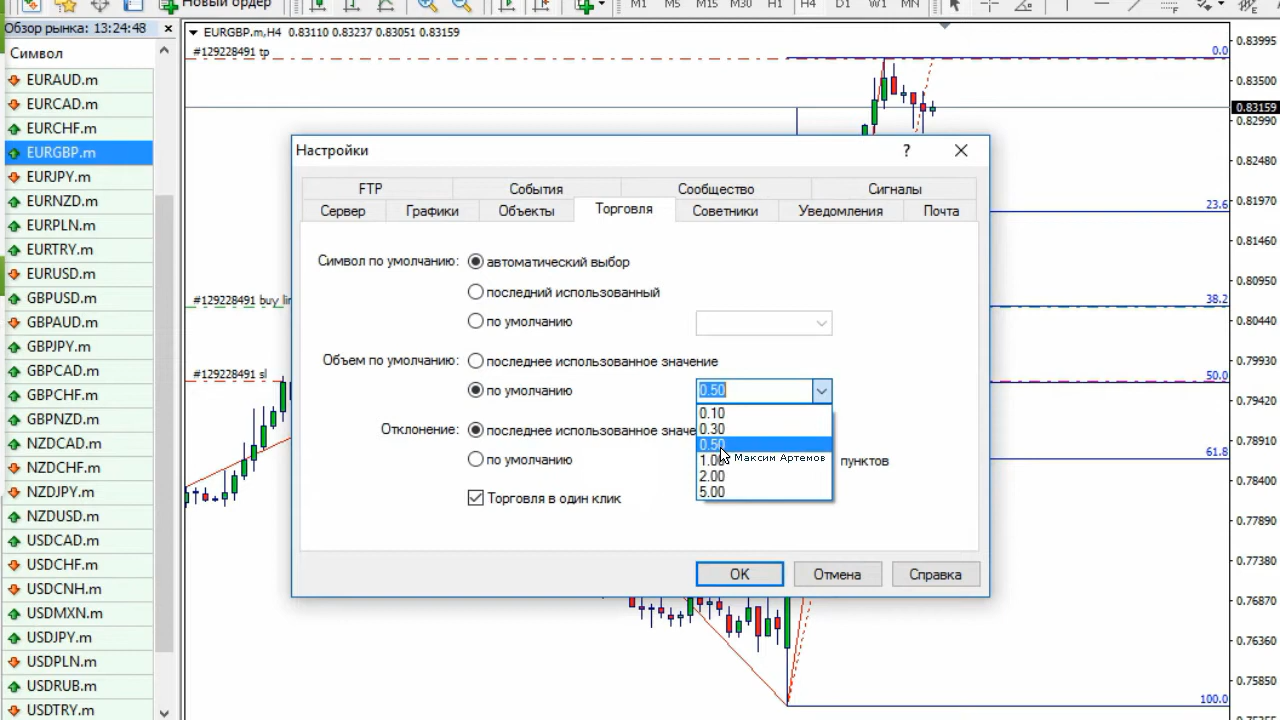 Новый ордер
M1 M5 M15 M30 H1 H4 D1 W1 MN
Обзор рынка: 13:24:48
Символ
EURAUD.m
EURCAD.m
EURCHF.m
EURGBP.m
EURJPY.m
EURNZD.m
EURPLN.m
EURTRY.m
EURUSD.m
GBPUSD.m
GBPAUD.m
GBPJPY.m
GBPCAD.m
GBPCHF.m
GBPNZD.m
NZDCAD.m
NZDCHF.m
NZDJPY.m
NZDUSD.m
USDCAD.m
USDCHF.m
USDCNH.m
USDMXN.m
USDJPY.m
USDPLN.m
USDRUB.m
USDTRY.m
EURGBP.m,H4 0.83110 0.83237 0.83051 0.83159
#129228491 tp
#129228491 buy lim
#129228491 sl
Настройки
?
FTP События Сообщество Сигналы
Сервер Графики Объекты Торговля Советники Уведомления Почта
Символ по умолчанию: автоматический выбор
последний использованный
по умолчанию
Объем по умолчанию: последнее использованное значение
по умолчанию 0.50
0.10
0.30
0.50
Максим Артемов
1.00
2.00
5.00
Отклонение: последнее использованное значе
по умолчанию пунктов
Торговля в один клик
OK Отмена Справка
0.0
23.6
38.2
50.0
61.8
100.0
0.83995
0.83500
0.83159
0.82990
0.82480
0.81970
0.81460
0.80950
0.80440
0.79930
0.79420
0.78910
0.78400
0.77890
0.77380
0.76870
0.76360
0.75850